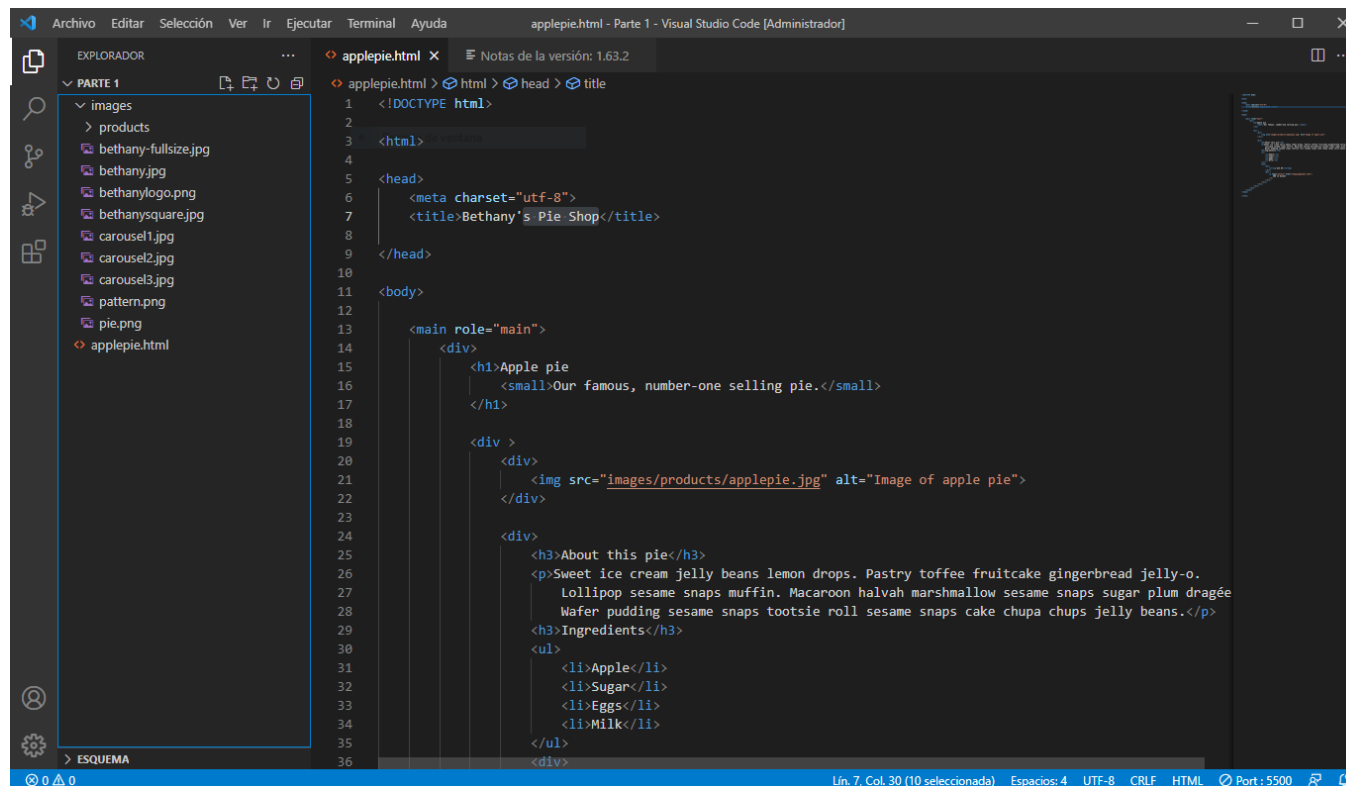 Archivo Editar Selección Ver Ir Ejecutar Terminal Ayuda applepie.html - Parte 1 - Visual Studio Code [Administrador]
EXPLORADOR
PARTE 1
images
products
bethany-fullsize.jpg
bethany.jpg
bethanylogo.png
bethanysquare.jpg
carousel1.jpg
carousel2.jpg
carousel3.jpg
pattern.png
pie.png
applepie.html
ESQUEMA
applepie.html Notas de la versión: 1.63.2
applepie.html > html > head > title
1 <!DOCTYPE html>
2
3 <html>
4
5 <head>
6 <meta charset="utf-8">
7 <title>Bethany's Pie Shop</title>
8
9 </head>
10
11 <body>
12
13 <main role="main">
14 <div>
15 <h1>Apple pie
16 <small>Our famous, number-one selling pie.</small>
17 </h1>
18
19 <div >
20 <div>
21 <img src="images/products/applepie.jpg" alt="Image of apple pie">
22 </div>
23
24 <div>
25 <h3>About this pie</h3>
26 <p>Sweet ice cream jelly beans lemon drops. Pastry toffee fruitcake gingerbread jelly-o.
27 Lollipop sesame snaps muffin. Macaroon halvah marshmallow sesame snaps sugar plum dragée
28 Wafer pudding sesame snaps tootsie roll sesame snaps cake chupa chups jelly beans.</p>
29 <h3>Ingredients</h3>
30 <ul>
31 <li>Apple</li>
32 <li>Sugar</li>
33 <li>Eggs</li>
34 <li>Milk</li>
35 </ul>
36 <div>
0 0 Lín. 7, Col. 30 (10 seleccionada) Espacios: 4 UTF-8 CRLF HTML Port : 5500